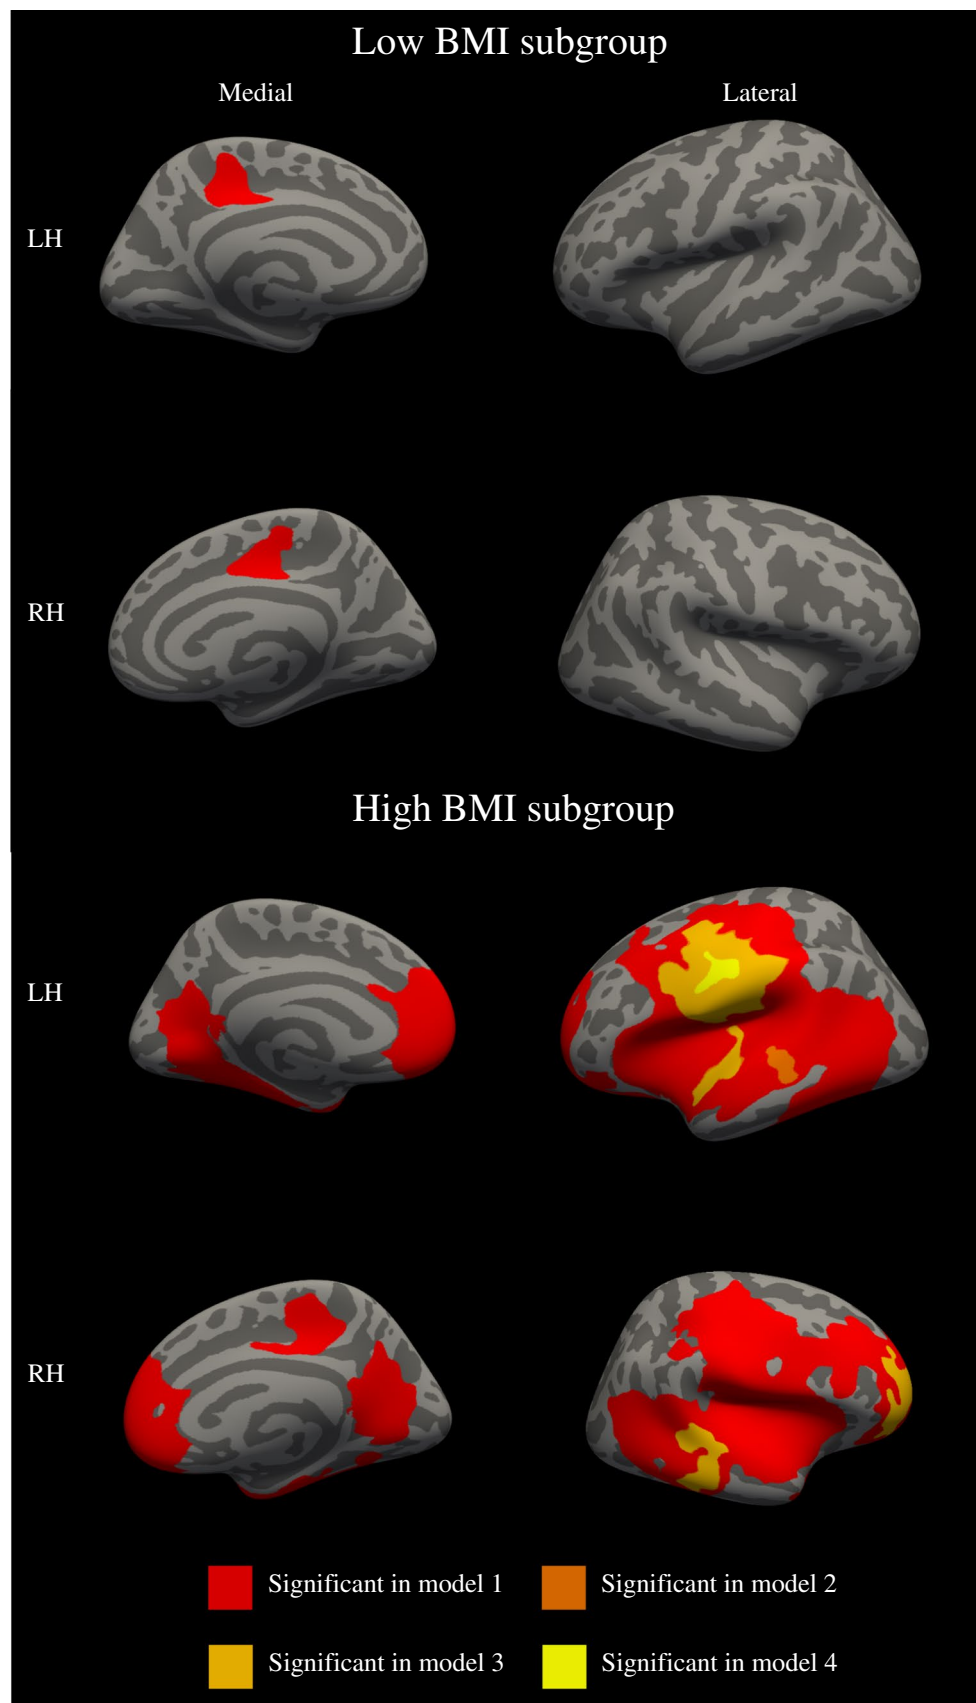 Low BMI subgroup
Medial Lateral
LH
RH
High BMI subgroup
LH
RH
Significant in model 1 Significant in model 2
Significant in model 3 Significant in model 4